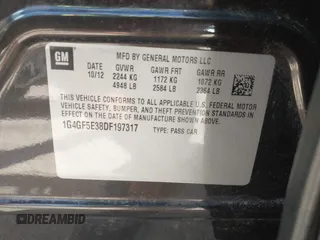 GM
MFD BY GENERAL MOTORS LLC
DATE GVWR GAWR FRT GAWR RR
10/12 2244 KG 1172 KG 1072 KG
4948 LB 2584 LB 2364 LB
THIS VEHICLE CONFORMS TO ALL APPLICABLE U.S. FEDERAL MOTOR
VEHICLE SAFETY, BUMPER, AND THEFT PREVENTION STANDARDS
IN EFFECT ON THE DATE OF MANUFACTURE SHOWN ABOVE.
1G4GF5E38DF197317 TYPE: PASS CAR
DREAMBID